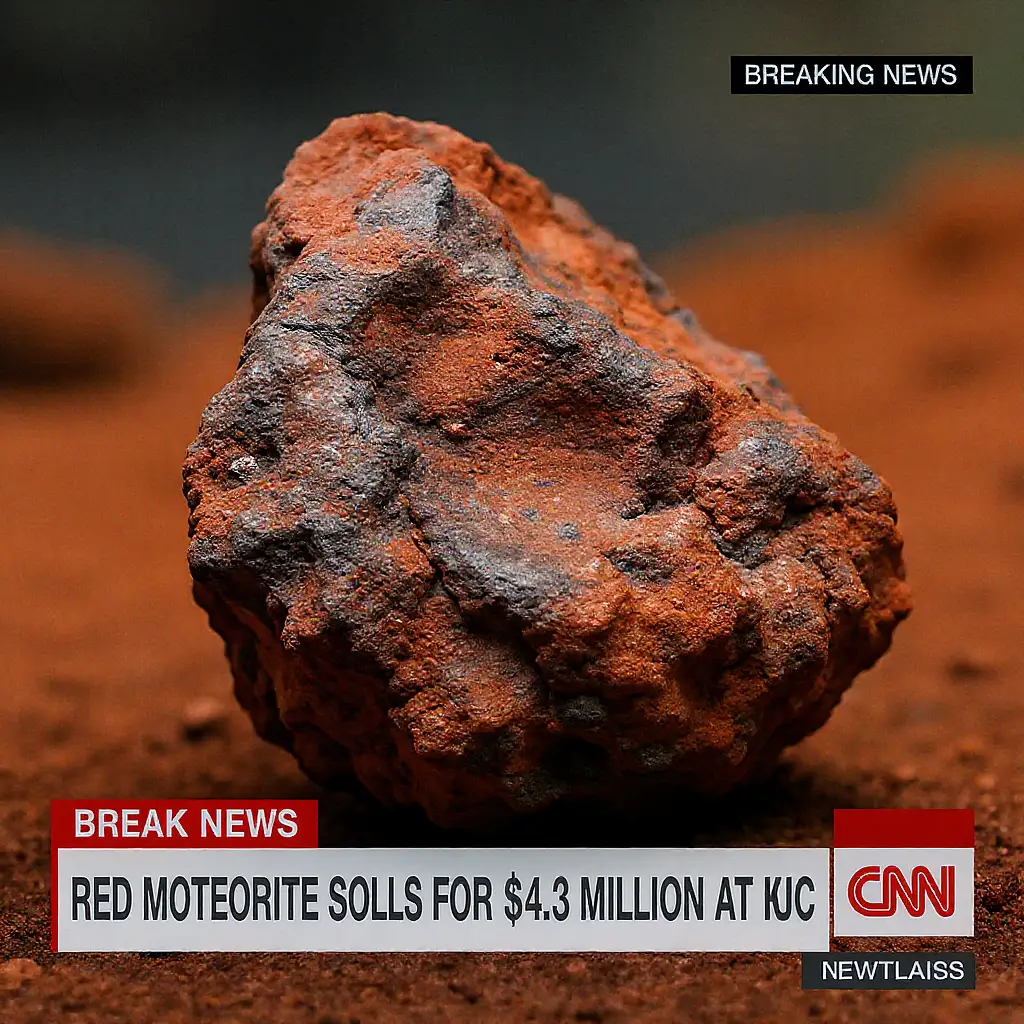 BREAKING NEWS
BREAK NEWS
RED MOTEORITE SOLLS FOR $4.3 MILLION AT KJC
CNN
NEWTLAISS